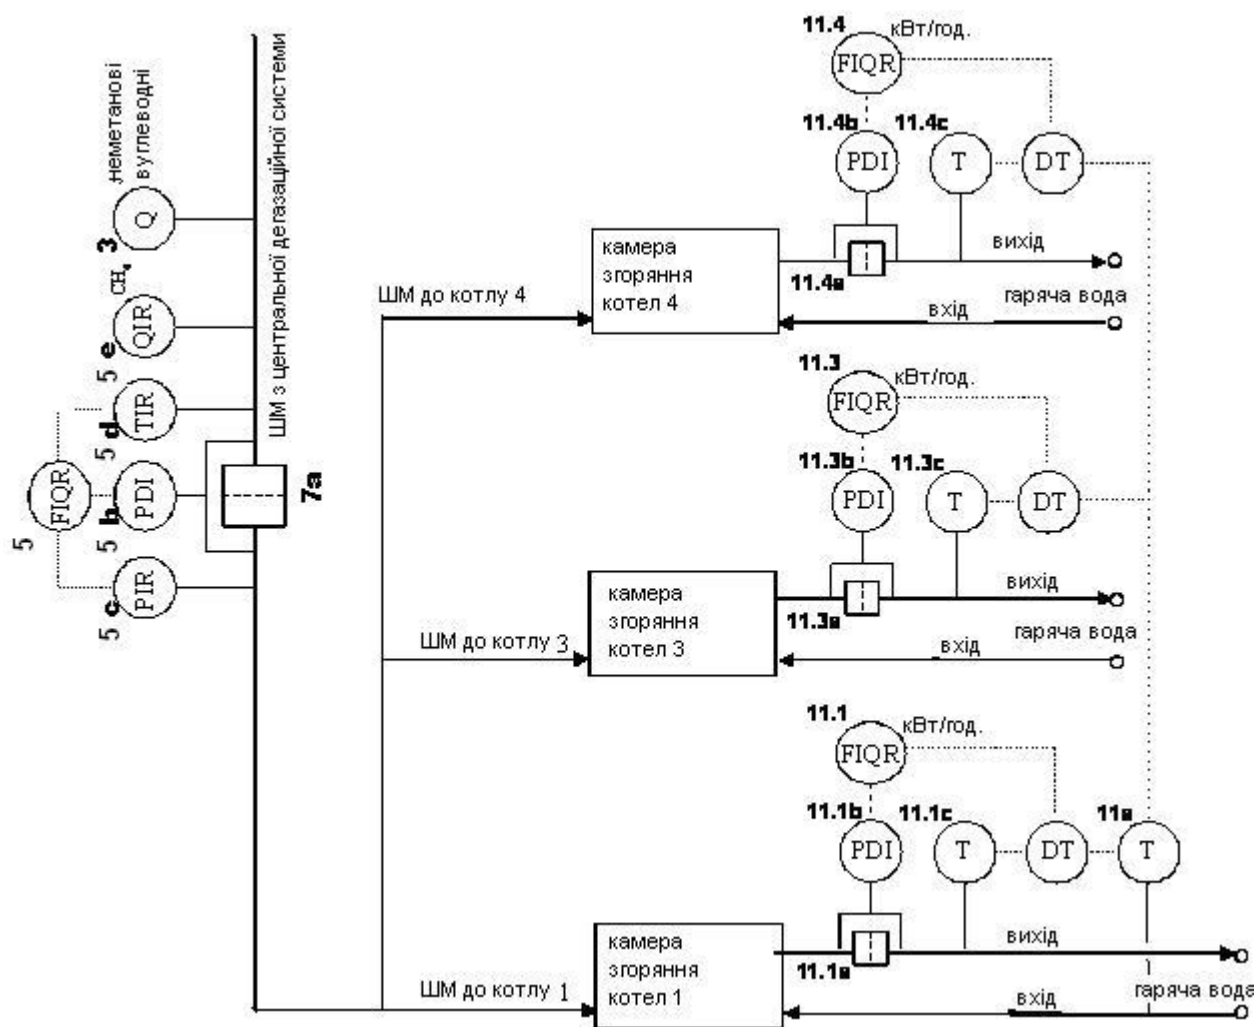 неметанові
вуглеводні
Q
3
CH₄
QIR
5 e
TIR
5 d
FIQR
5
PDI
5 b
PIR
5 c
7a
ШМ з центральної дегазаційної системи
11.4
кВт/год.
FIQR
11.4b
11.4c
PDI
T
DT
камера
згоряння
котел 4
11.4a
вихід
ШМ до котлу 4
гаряча вода
вхід
11.3
кВт/год.
FIQR
11.3b
11.3c
PDI
T
DT
камера
згоряння
котел 3
11.3a
вихід
ШМ до котлу 3
гаряча вода
вхід
11.1
кВт/год.
FIQR
11.1b
11.1c
11a
PDI
T
DT
T
камера
згоряння
котел 1
11.1a
вихід
ШМ до котлу 1
гаряча вода
вхід